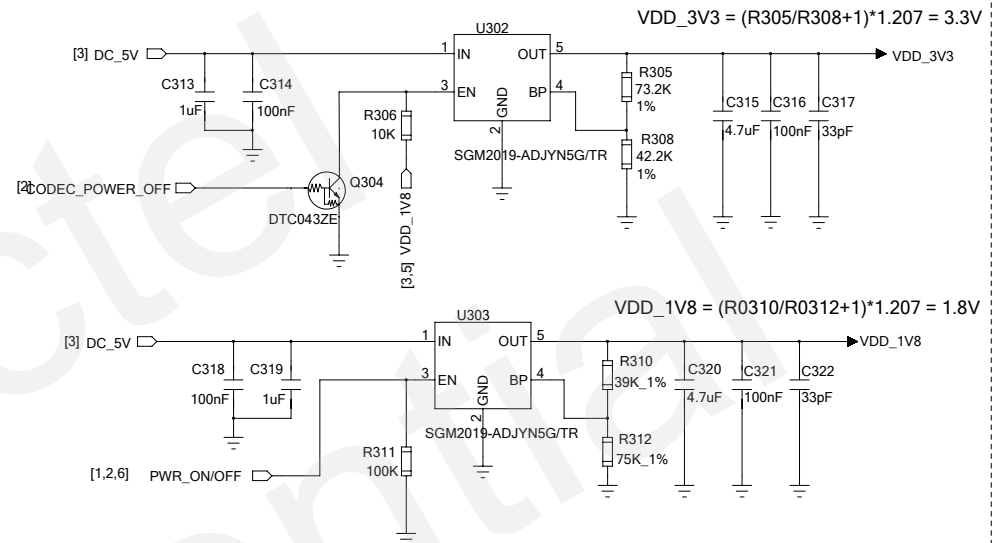 VDD_3V3 = (R305/R308+1)*1.207 = 3.3V
U302
[3] DC_5V
1 IN
OUT 5
VDD_3V3
C313
1uF
C314
100nF
3 EN
BP 4
GND
2
R306
10K
R305
73.2K
1%
R308
42.2K
1%
C315
4.7uF
C316
100nF
C317
33pF
SGM2019-ADJYN5G/TR
[2]CODEC_POWER_OFF
Q304
DTC043ZE
[3,5] VDD_1V8
VDD_1V8 = (R0310/R0312+1)*1.207 = 1.8V
U303
[3] DC_5V
1 IN
OUT 5
VDD_1V8
C318
100nF
C319
1uF
3 EN
BP 4
GND
2
R310
39K_1%
C320
4.7uF
C321
100nF
C322
33pF
SGM2019-ADJYN5G/TR
R312
75K_1%
R311
100K
[1,2,6] PWR_ON/OFF
ctel
ential